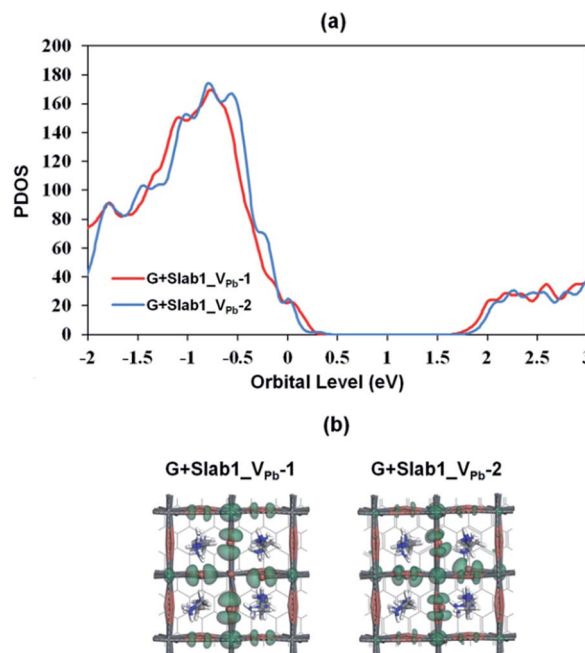 (a)
200
180
160
140
120
100
80
60
40
20
0
PDOS
G+Slab1_VPb-1
G+Slab1_VPb-2
-2 -1.5 -1 -0.5 0 0.5 1 1.5 2 2.5 3
Orbital Level (eV)
(b)
G+Slab1_VPb-1 G+Slab1_VPb-2